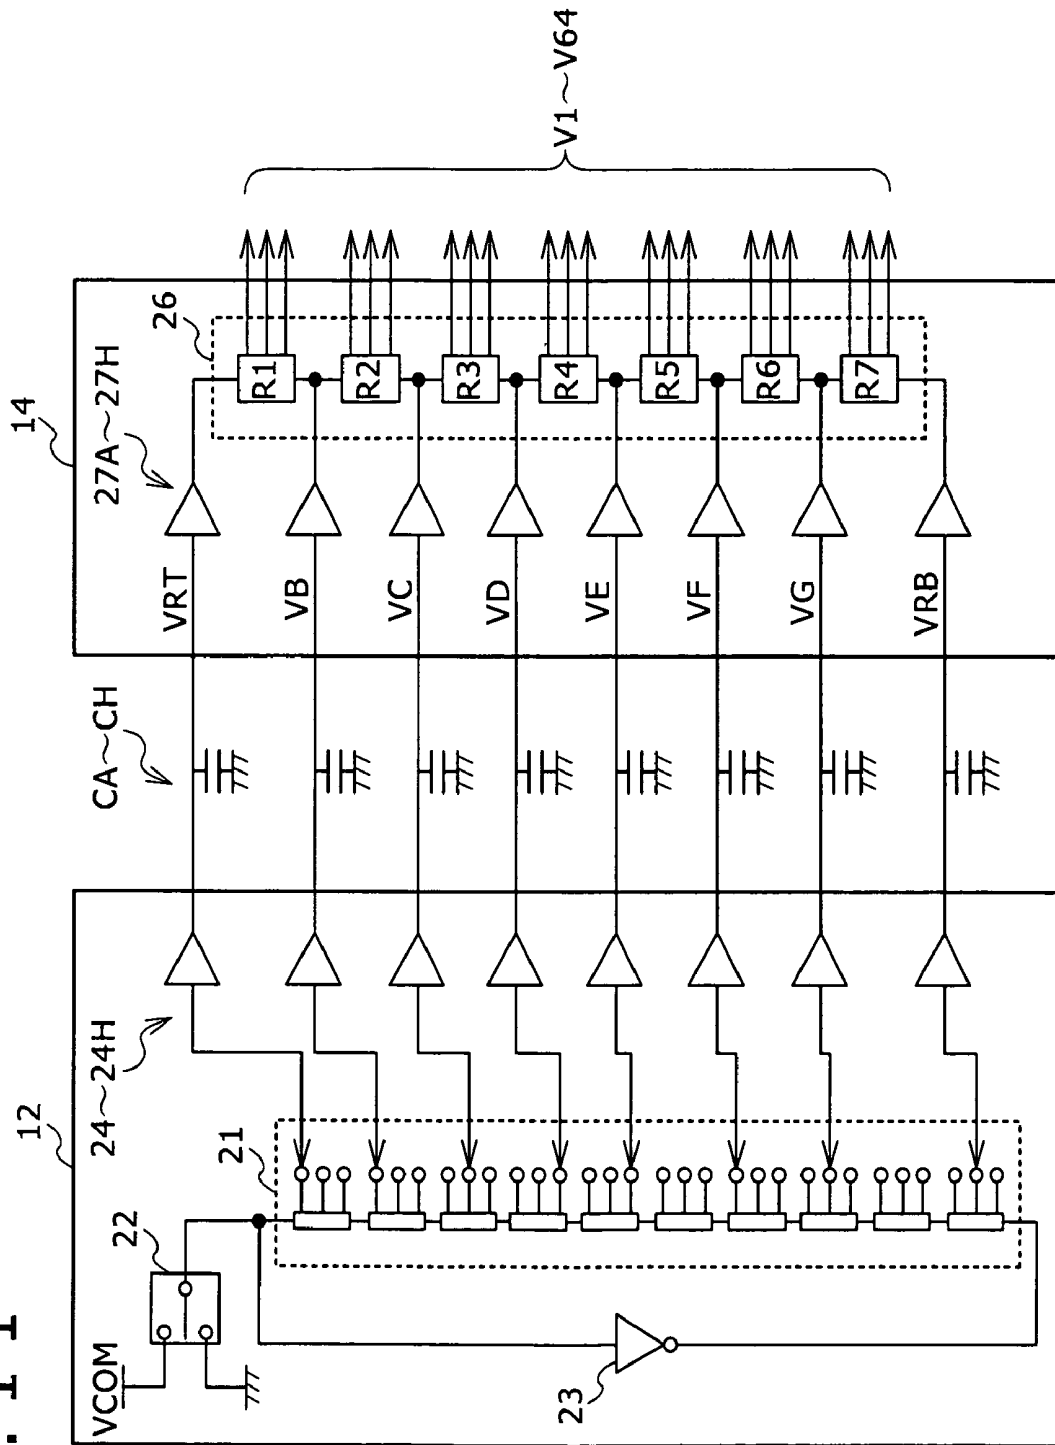 14
27A～27H
26
V1～V64
R1
R2
R3
R4
R5
R6
R7
VRT
VB
VC
VD
VE
VF
VG
VRB
CA～CH
12
24～24H
21
22
VCOM
23